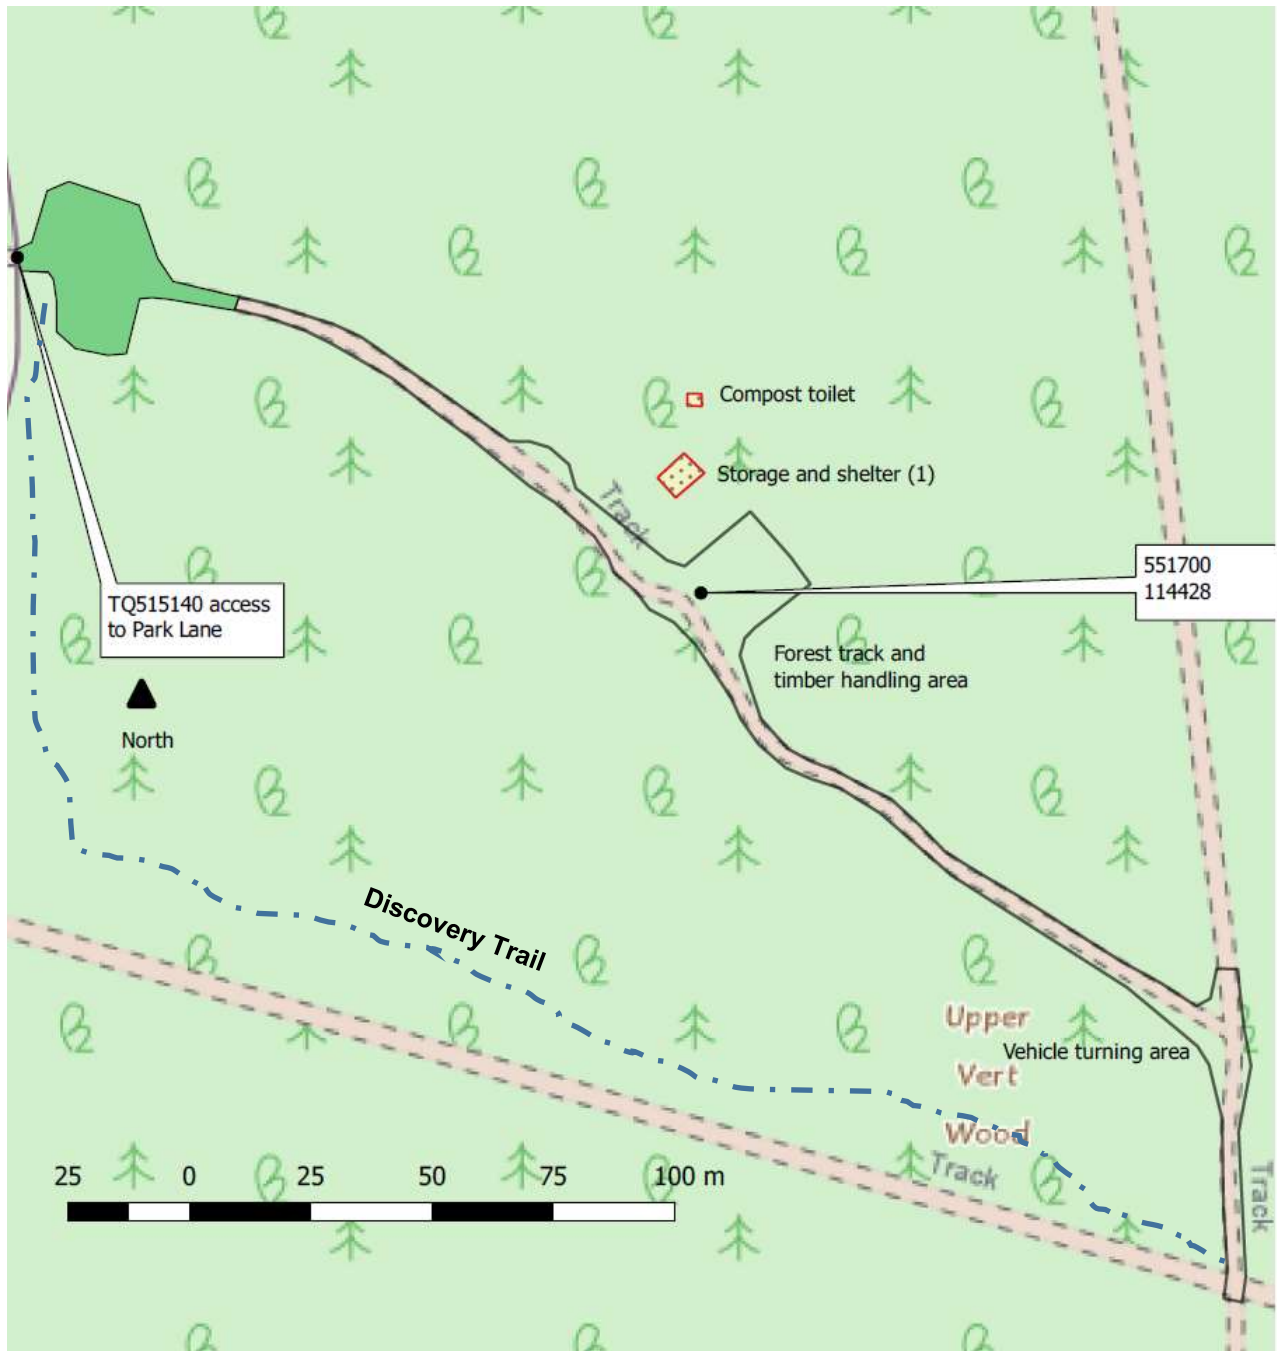 Compost toilet
Storage and shelter (1)
Track
551700
114428
TQ515140 access
to Park Lane
Forest track and
timber handling area
North
Discovery Trail
Upper
Vehicle turning area
Vert
Wood
Track
Track
25 0 25 50 75 100 m